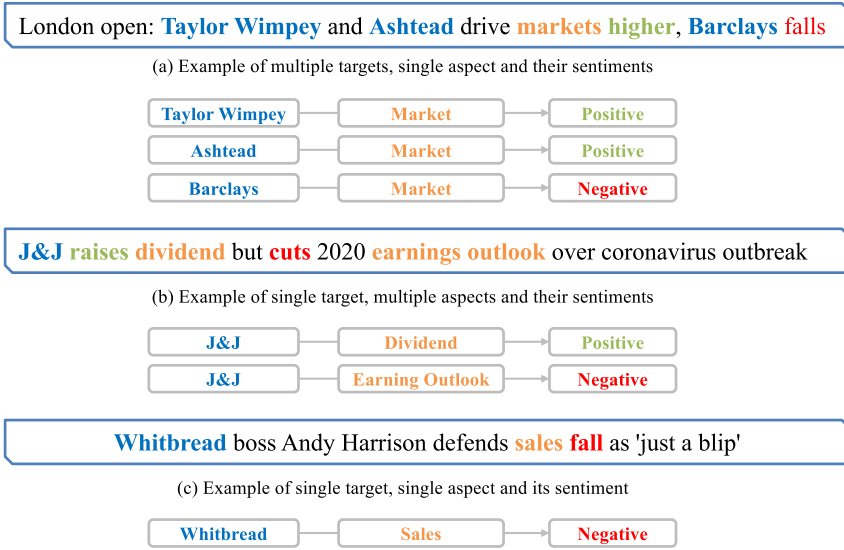 London open: Taylor Wimpey and Ashtead drive markets higher, Barclays falls
(a) Example of multiple targets, single aspect and their sentiments
Taylor Wimpey Market Positive
Ashtead Market Positive
Barclays Market Negative
J&J raises dividend but cuts 2020 earnings outlook over coronavirus outbreak
(b) Example of single target, multiple aspects and their sentiments
J&J Dividend Positive
J&J Earning Outlook Negative
Whitbread boss Andy Harrison defends sales fall as 'just a blip'
(c) Example of single target, single aspect and its sentiment
Whitbread Sales Negative